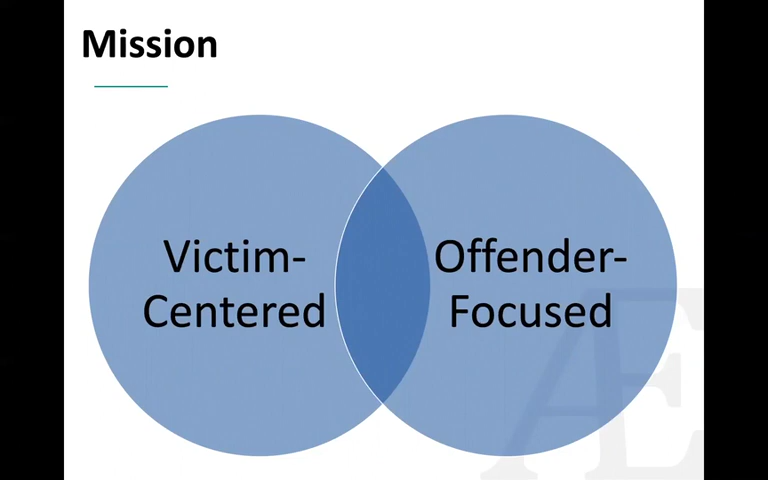 Mission
Victim-
Centered
Offender-
Focused
Æ